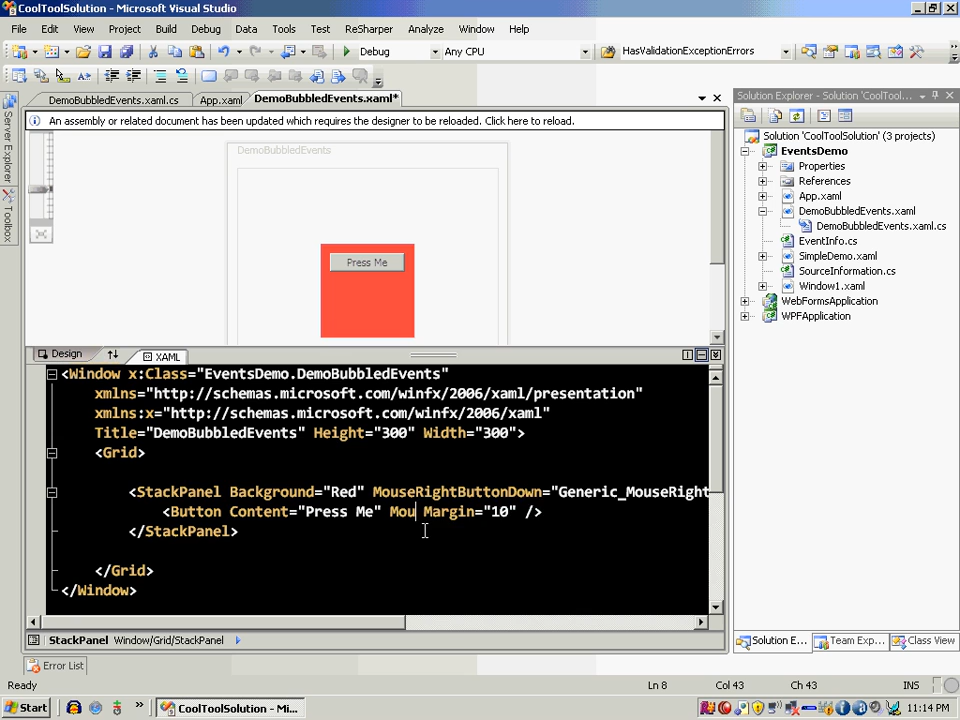 CoolToolSolution - Microsoft Visual Studio
File Edit View Project Build Debug Data Tools Test ReSharper Analyze Window Help
Debug Any CPU HasValidationExceptionErrors
DemoBubbledEvents.xaml.cs App.xaml DemoBubbledEvents.xaml*
An assembly or related document has been updated which requires the designer to be reloaded. Click here to reload.
DemoBubbledEvents
Press Me
Server Explorer
Toolbox
Design XAML
<Window x:Class="EventsDemo.DemoBubbledEvents"
xmlns="http://schemas.microsoft.com/winfx/2006/xaml/presentation"
xmlns:x="http://schemas.microsoft.com/winfx/2006/xaml"
Title="DemoBubbledEvents" Height="300" Width="300">
<Grid>
<StackPanel Background="Red" MouseRightButtonDown="Generic_MouseRight
<Button Content="Press Me" Mou Margin="10" />
</StackPanel>
</Grid>
</Window>
StackPanel Window/Grid/StackPanel
Error List
Ready Ln 8 Col 43 Ch 43 INS
Solution Explorer - Solution 'CoolTool...
Solution 'CoolToolSolution' (3 projects)
EventsDemo
Properties
References
App.xaml
DemoBubbledEvents.xaml
DemoBubbledEvents.xaml.cs
EventInfo.cs
SimpleDemo.xaml
SourceInformation.cs
Window1.xaml
WebFormsApplication
WPFApplication
Solution E... Team Exp... Class View
Start CoolToolSolution - Mi... 11:14 PM